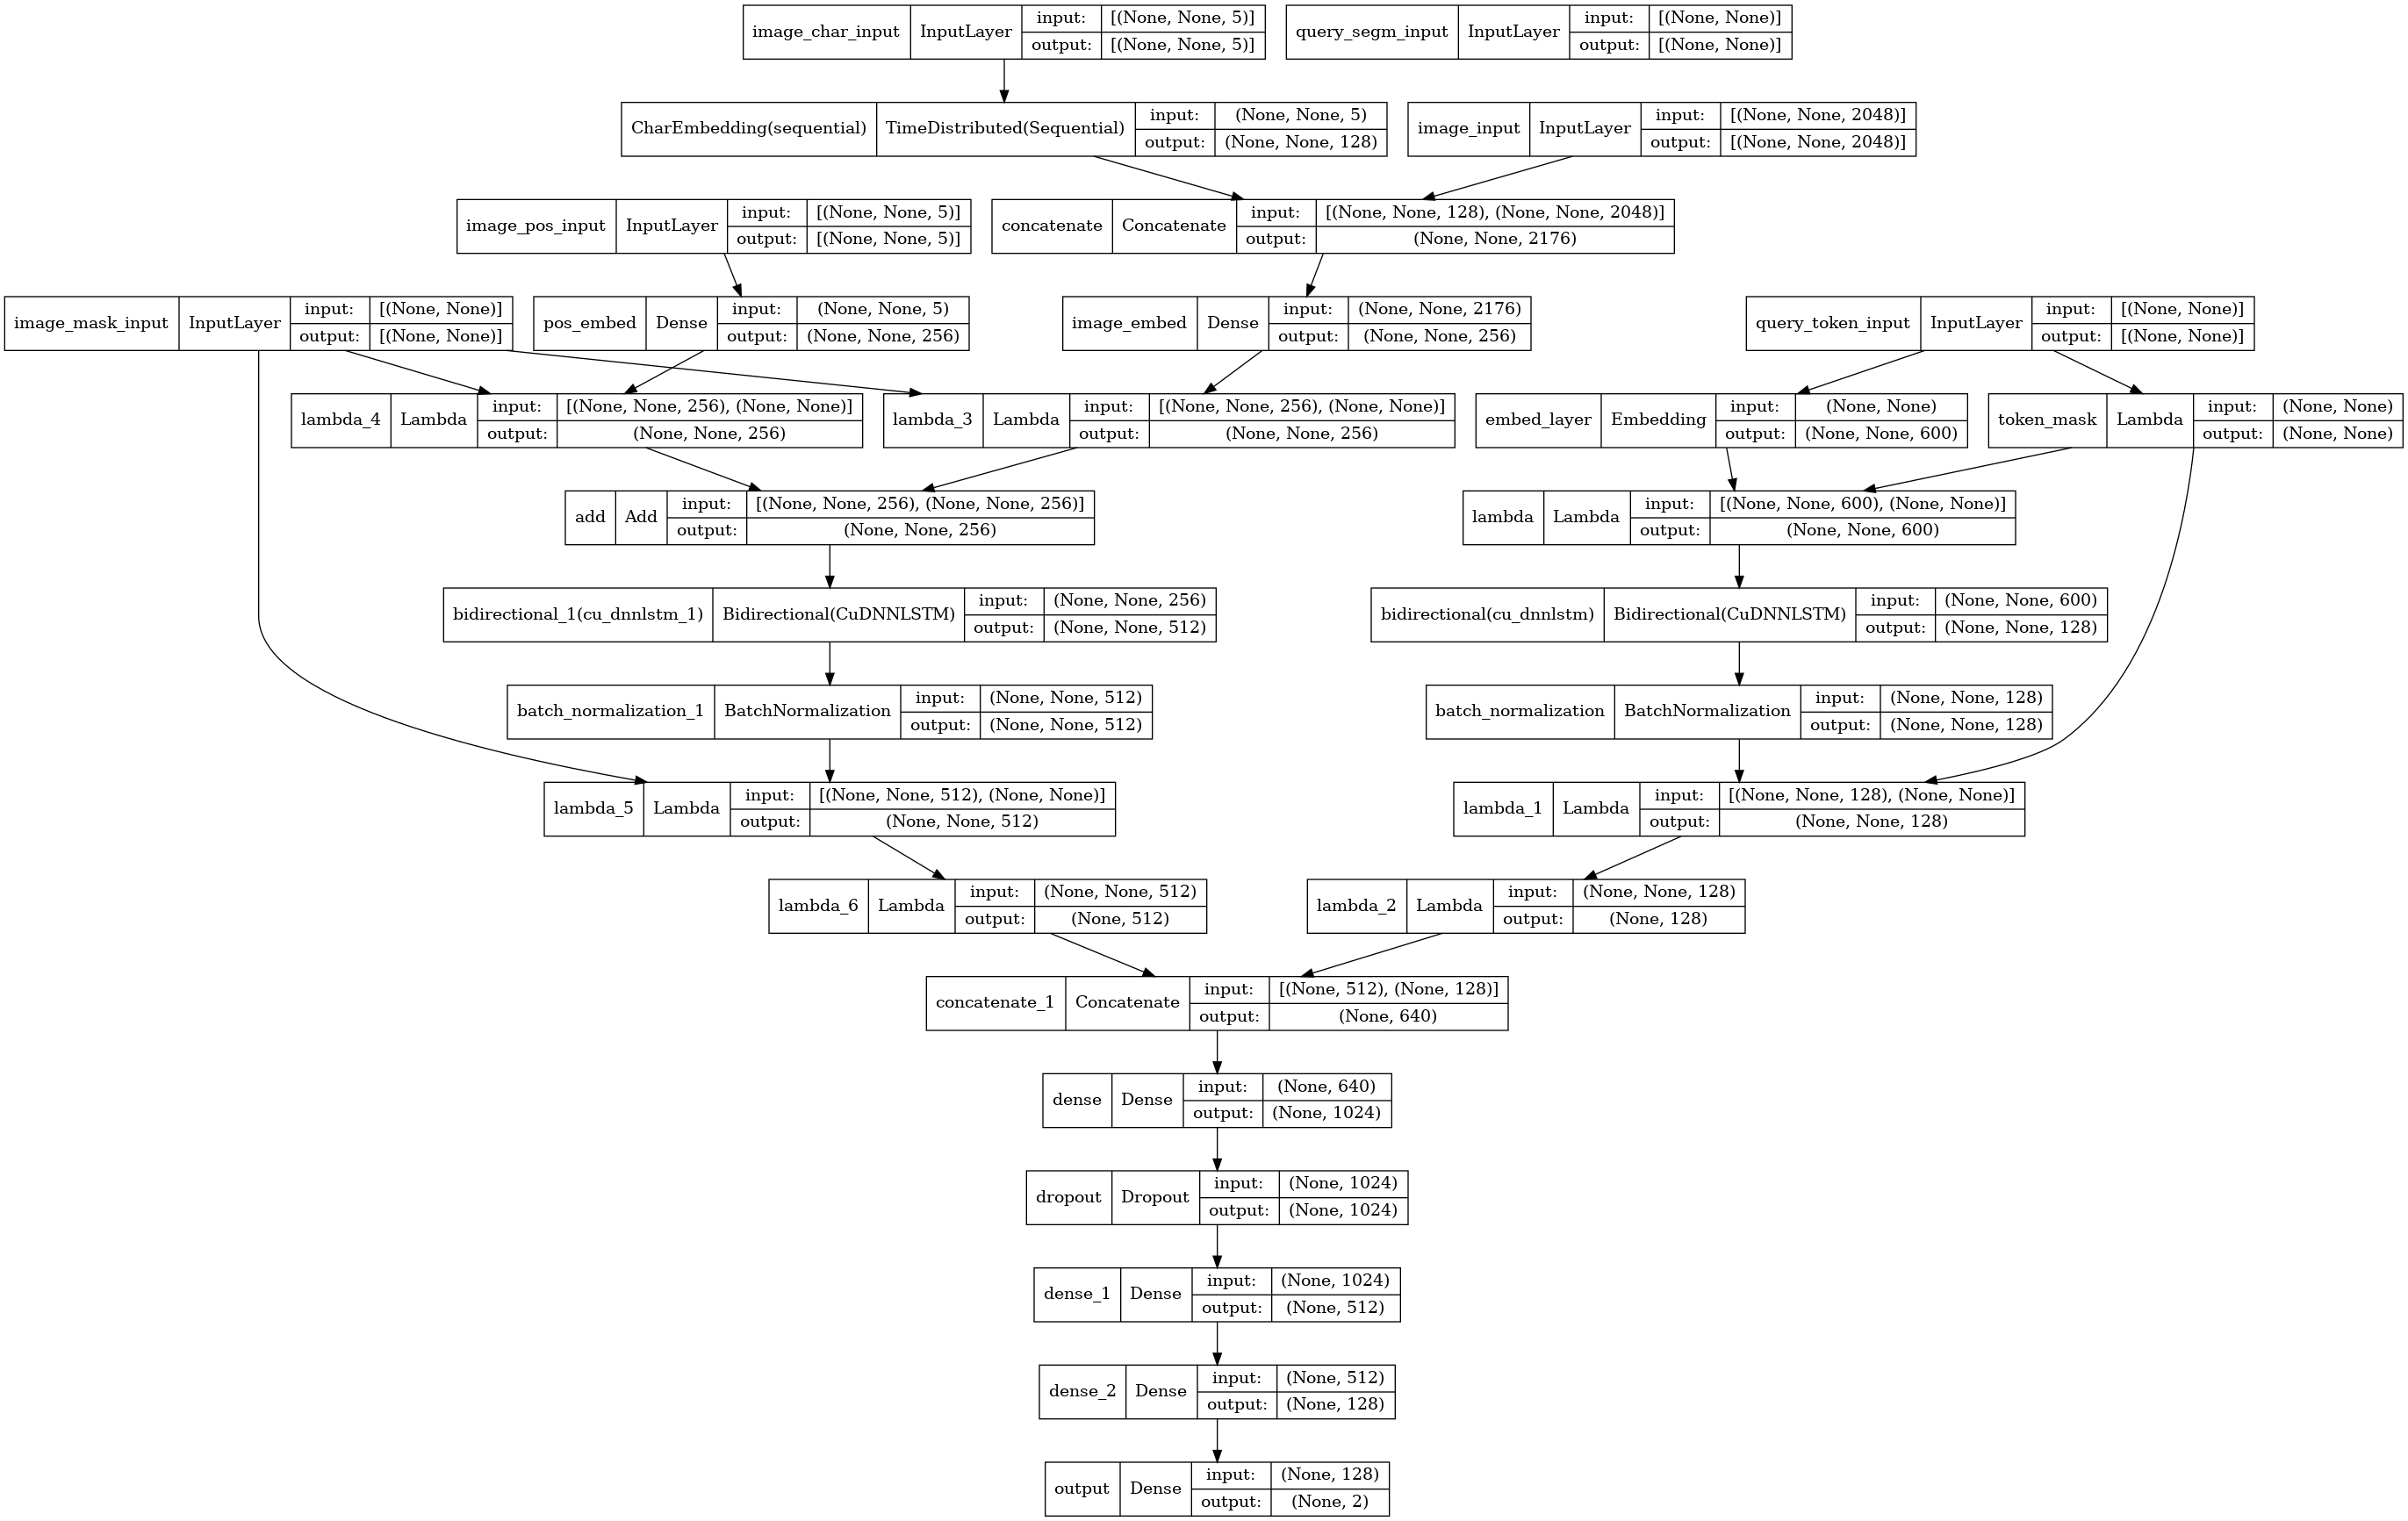 image_char_input InputLayer input: [(None, None, 5)]
output: [(None, None, 5)]
query_segm_input InputLayer input: [(None, None)]
output: [(None, None)]
CharEmbedding(sequential) TimeDistributed(Sequential) input: (None, None, 5)
output: (None, None, 128)
image_input InputLayer input: [(None, None, 2048)]
output: [(None, None, 2048)]
image_pos_input InputLayer input: [(None, None, 5)]
output: [(None, None, 5)]
concatenate Concatenate input: [(None, None, 128), (None, None, 2048)]
output: (None, None, 2176)
image_mask_input InputLayer input: [(None, None)]
output: [(None, None)]
pos_embed Dense input: (None, None, 5)
output: (None, None, 256)
image_embed Dense input: (None, None, 2176)
output: (None, None, 256)
query_token_input InputLayer input: [(None, None)]
output: [(None, None)]
lambda_4 Lambda input: [(None, None, 256), (None, None)]
output: (None, None, 256)
lambda_3 Lambda input: [(None, None, 256), (None, None)]
output: (None, None, 256)
embed_layer Embedding input: (None, None)
output: (None, None, 600)
token_mask Lambda input: (None, None)
output: (None, None)
add Add input: [(None, None, 256), (None, None, 256)]
output: (None, None, 256)
lambda Lambda input: [(None, None, 600), (None, None)]
output: (None, None, 600)
bidirectional_1(cu_dnnlstm_1) Bidirectional(CuDNNLSTM) input: (None, None, 256)
output: (None, None, 512)
bidirectional(cu_dnnlstm) Bidirectional(CuDNNLSTM) input: (None, None, 600)
output: (None, None, 128)
batch_normalization_1 BatchNormalization input: (None, None, 512)
output: (None, None, 512)
batch_normalization BatchNormalization input: (None, None, 128)
output: (None, None, 128)
lambda_5 Lambda input: [(None, None, 512), (None, None)]
output: (None, None, 512)
lambda_1 Lambda input: [(None, None, 128), (None, None)]
output: (None, None, 128)
lambda_6 Lambda input: (None, None, 512)
output: (None, 512)
lambda_2 Lambda input: (None, None, 128)
output: (None, 128)
concatenate_1 Concatenate input: [(None, 512), (None, 128)]
output: (None, 640)
dense Dense input: (None, 640)
output: (None, 1024)
dropout Dropout input: (None, 1024)
output: (None, 1024)
dense_1 Dense input: (None, 1024)
output: (None, 512)
dense_2 Dense input: (None, 512)
output: (None, 128)
output Dense input: (None, 128)
output: (None, 2)